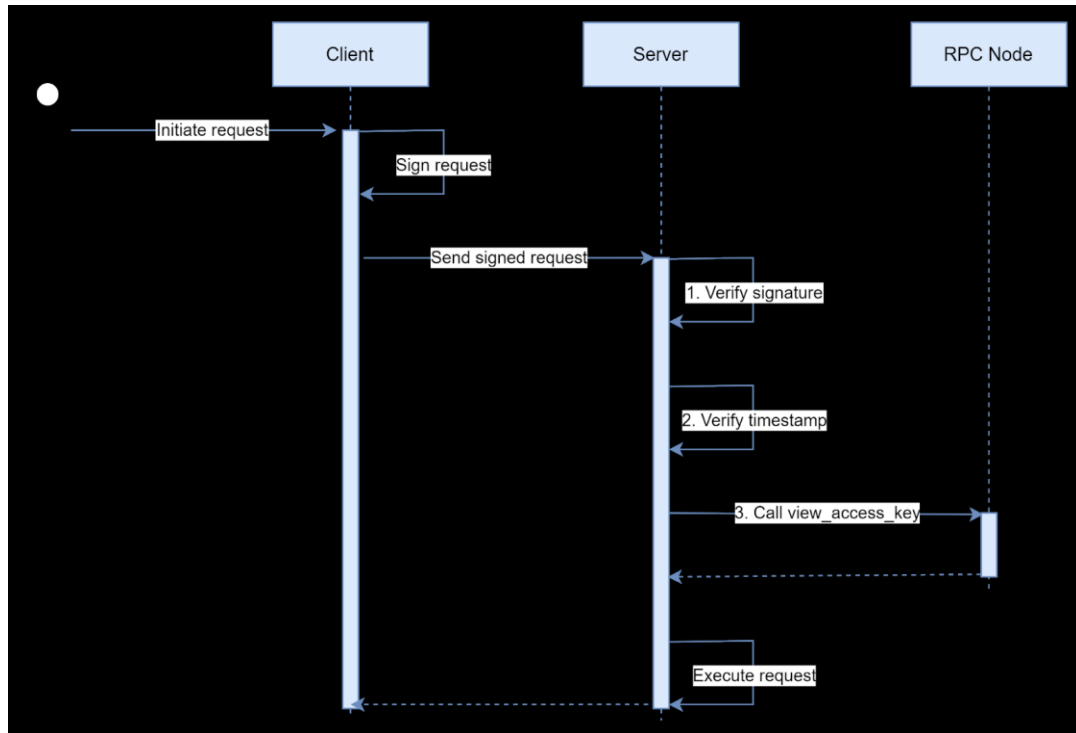 Client
Server
RPC Node
Initiate request
Sign request
Send signed request
1. Verify signature
2. Verify timestamp
3. Call view_access_key
Execute request